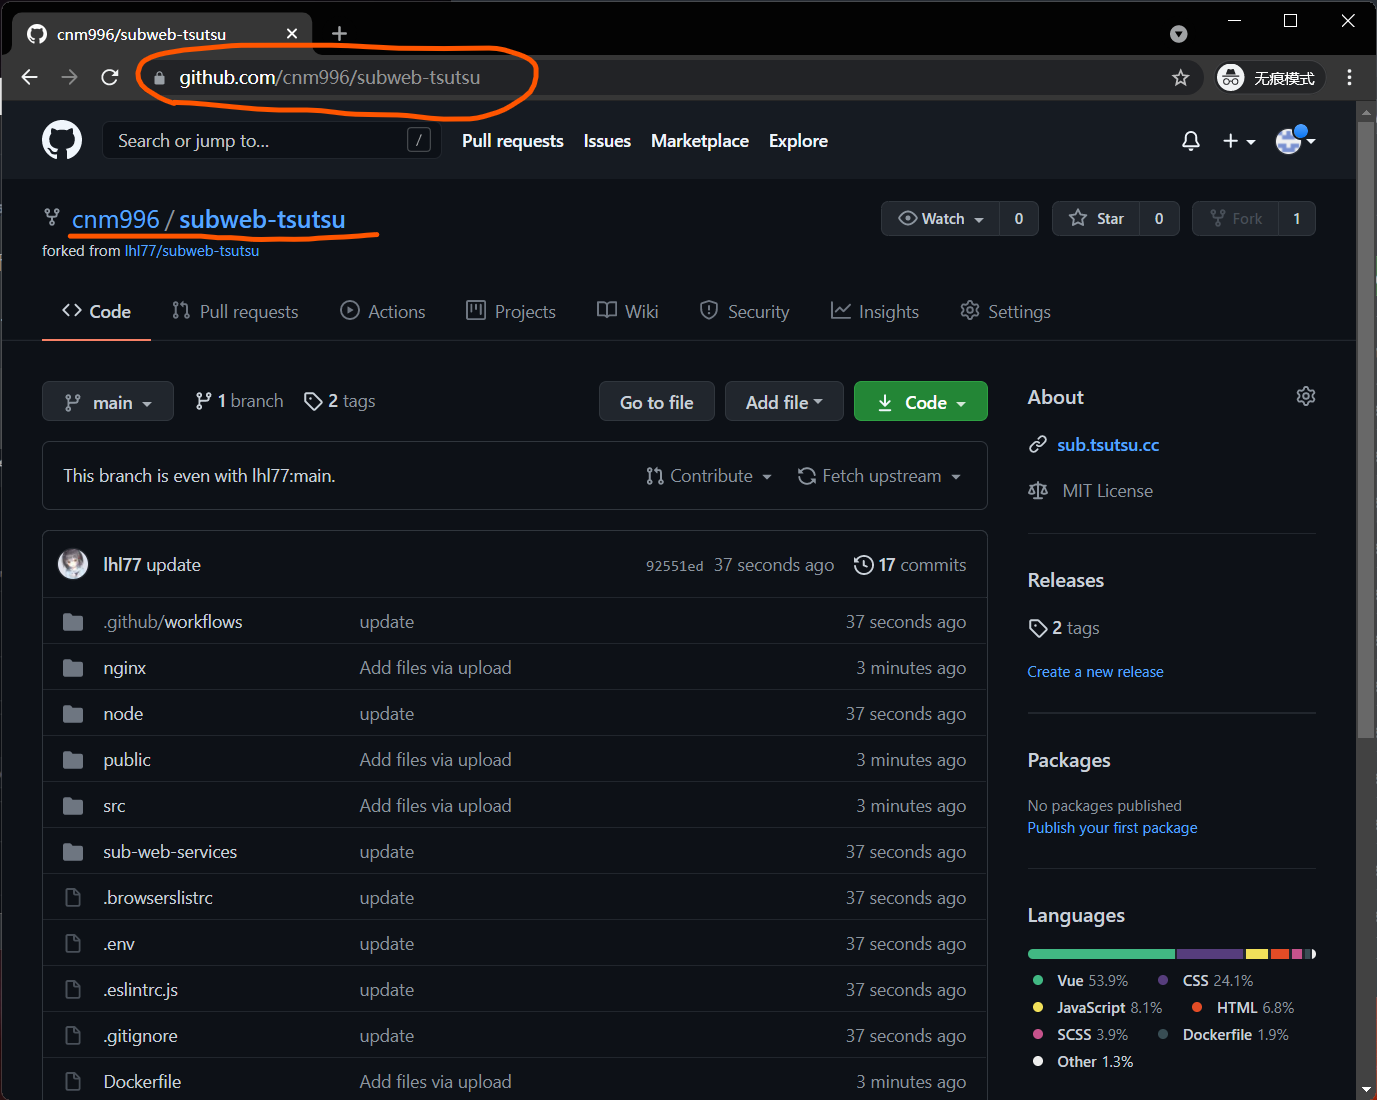 cnm996/subweb-tsutsu
github.com/cnm996/subweb-tsutsu
无痕模式
Search or jump to... /
Pull requests Issues Marketplace Explore
cnm996 / subweb-tsutsu
Watch 0 Star 0 Fork 1
forked from lhl77/subweb-tsutsu
Code Pull requests Actions Projects Wiki Security Insights Settings
main 1 branch 2 tags Go to file Add file Code
This branch is even with lhl77:main. Contribute Fetch upstream
lhl77 update 92551ed 37 seconds ago 17 commits
.github/workflows update 37 seconds ago
nginx Add files via upload 3 minutes ago
node update 37 seconds ago
public Add files via upload 3 minutes ago
src Add files via upload 3 minutes ago
sub-web-services update 37 seconds ago
.browserslistrc update 37 seconds ago
.env update 37 seconds ago
.eslintrc.js update 37 seconds ago
.gitignore update 37 seconds ago
Dockerfile Add files via upload 3 minutes ago
About
sub.tsutsu.cc
MIT License
Releases
2 tags
Create a new release
Packages
No packages published
Publish your first package
Languages
Vue 53.9% CSS 24.1%
JavaScript 8.1% HTML 6.8%
SCSS 3.9% Dockerfile 1.9%
Other 1.3%